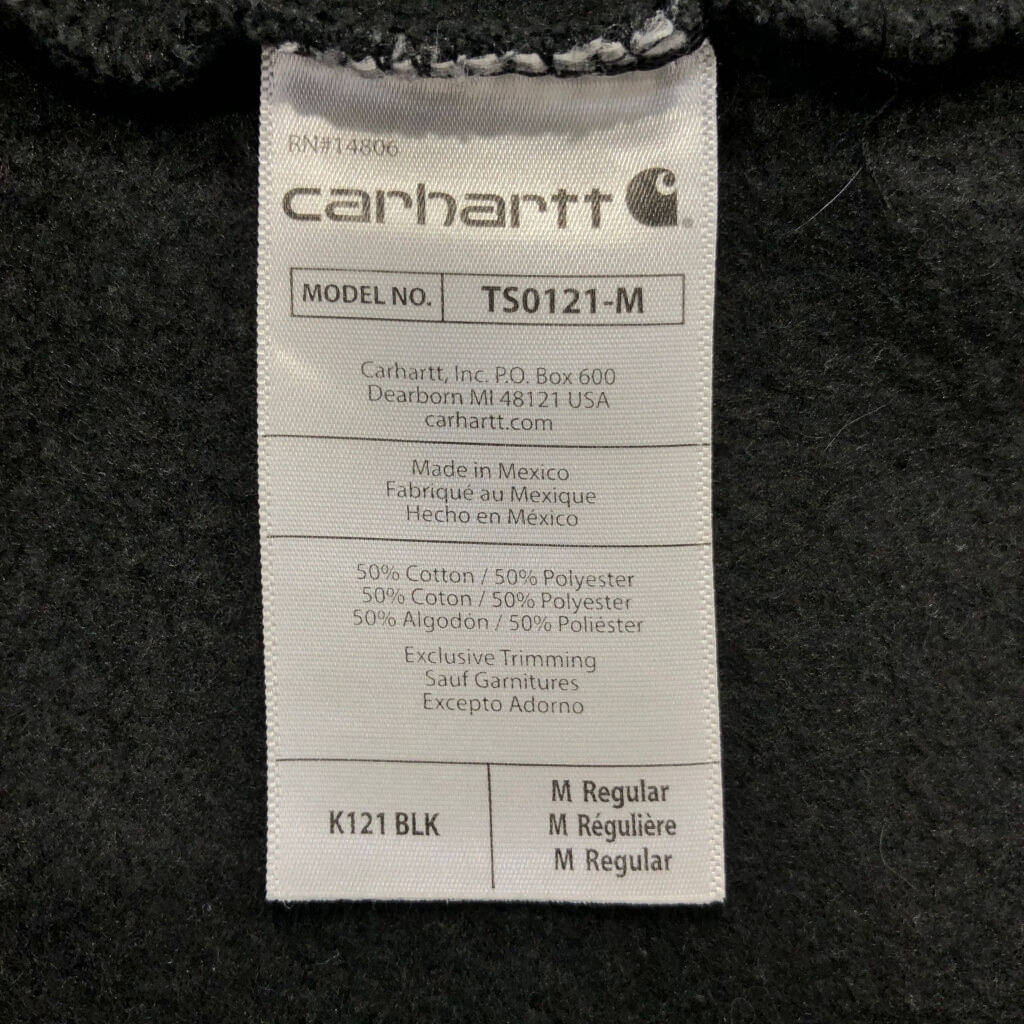 RN#14806
carhartt
MODEL NO. TS0121-M
Carhartt, Inc. P.O. Box 600
Dearborn MI 48121 USA
carhartt.com
Made in Mexico
Fabriqué au Mexique
Hecho en México
50% Cotton / 50% Polyester
50% Coton / 50% Polyester
50% Algodón / 50% Poliéster
Exclusive Trimming
Sauf Garnitures
Excepto Adorno
K121 BLK
M Regular
M Régulière
M Regular